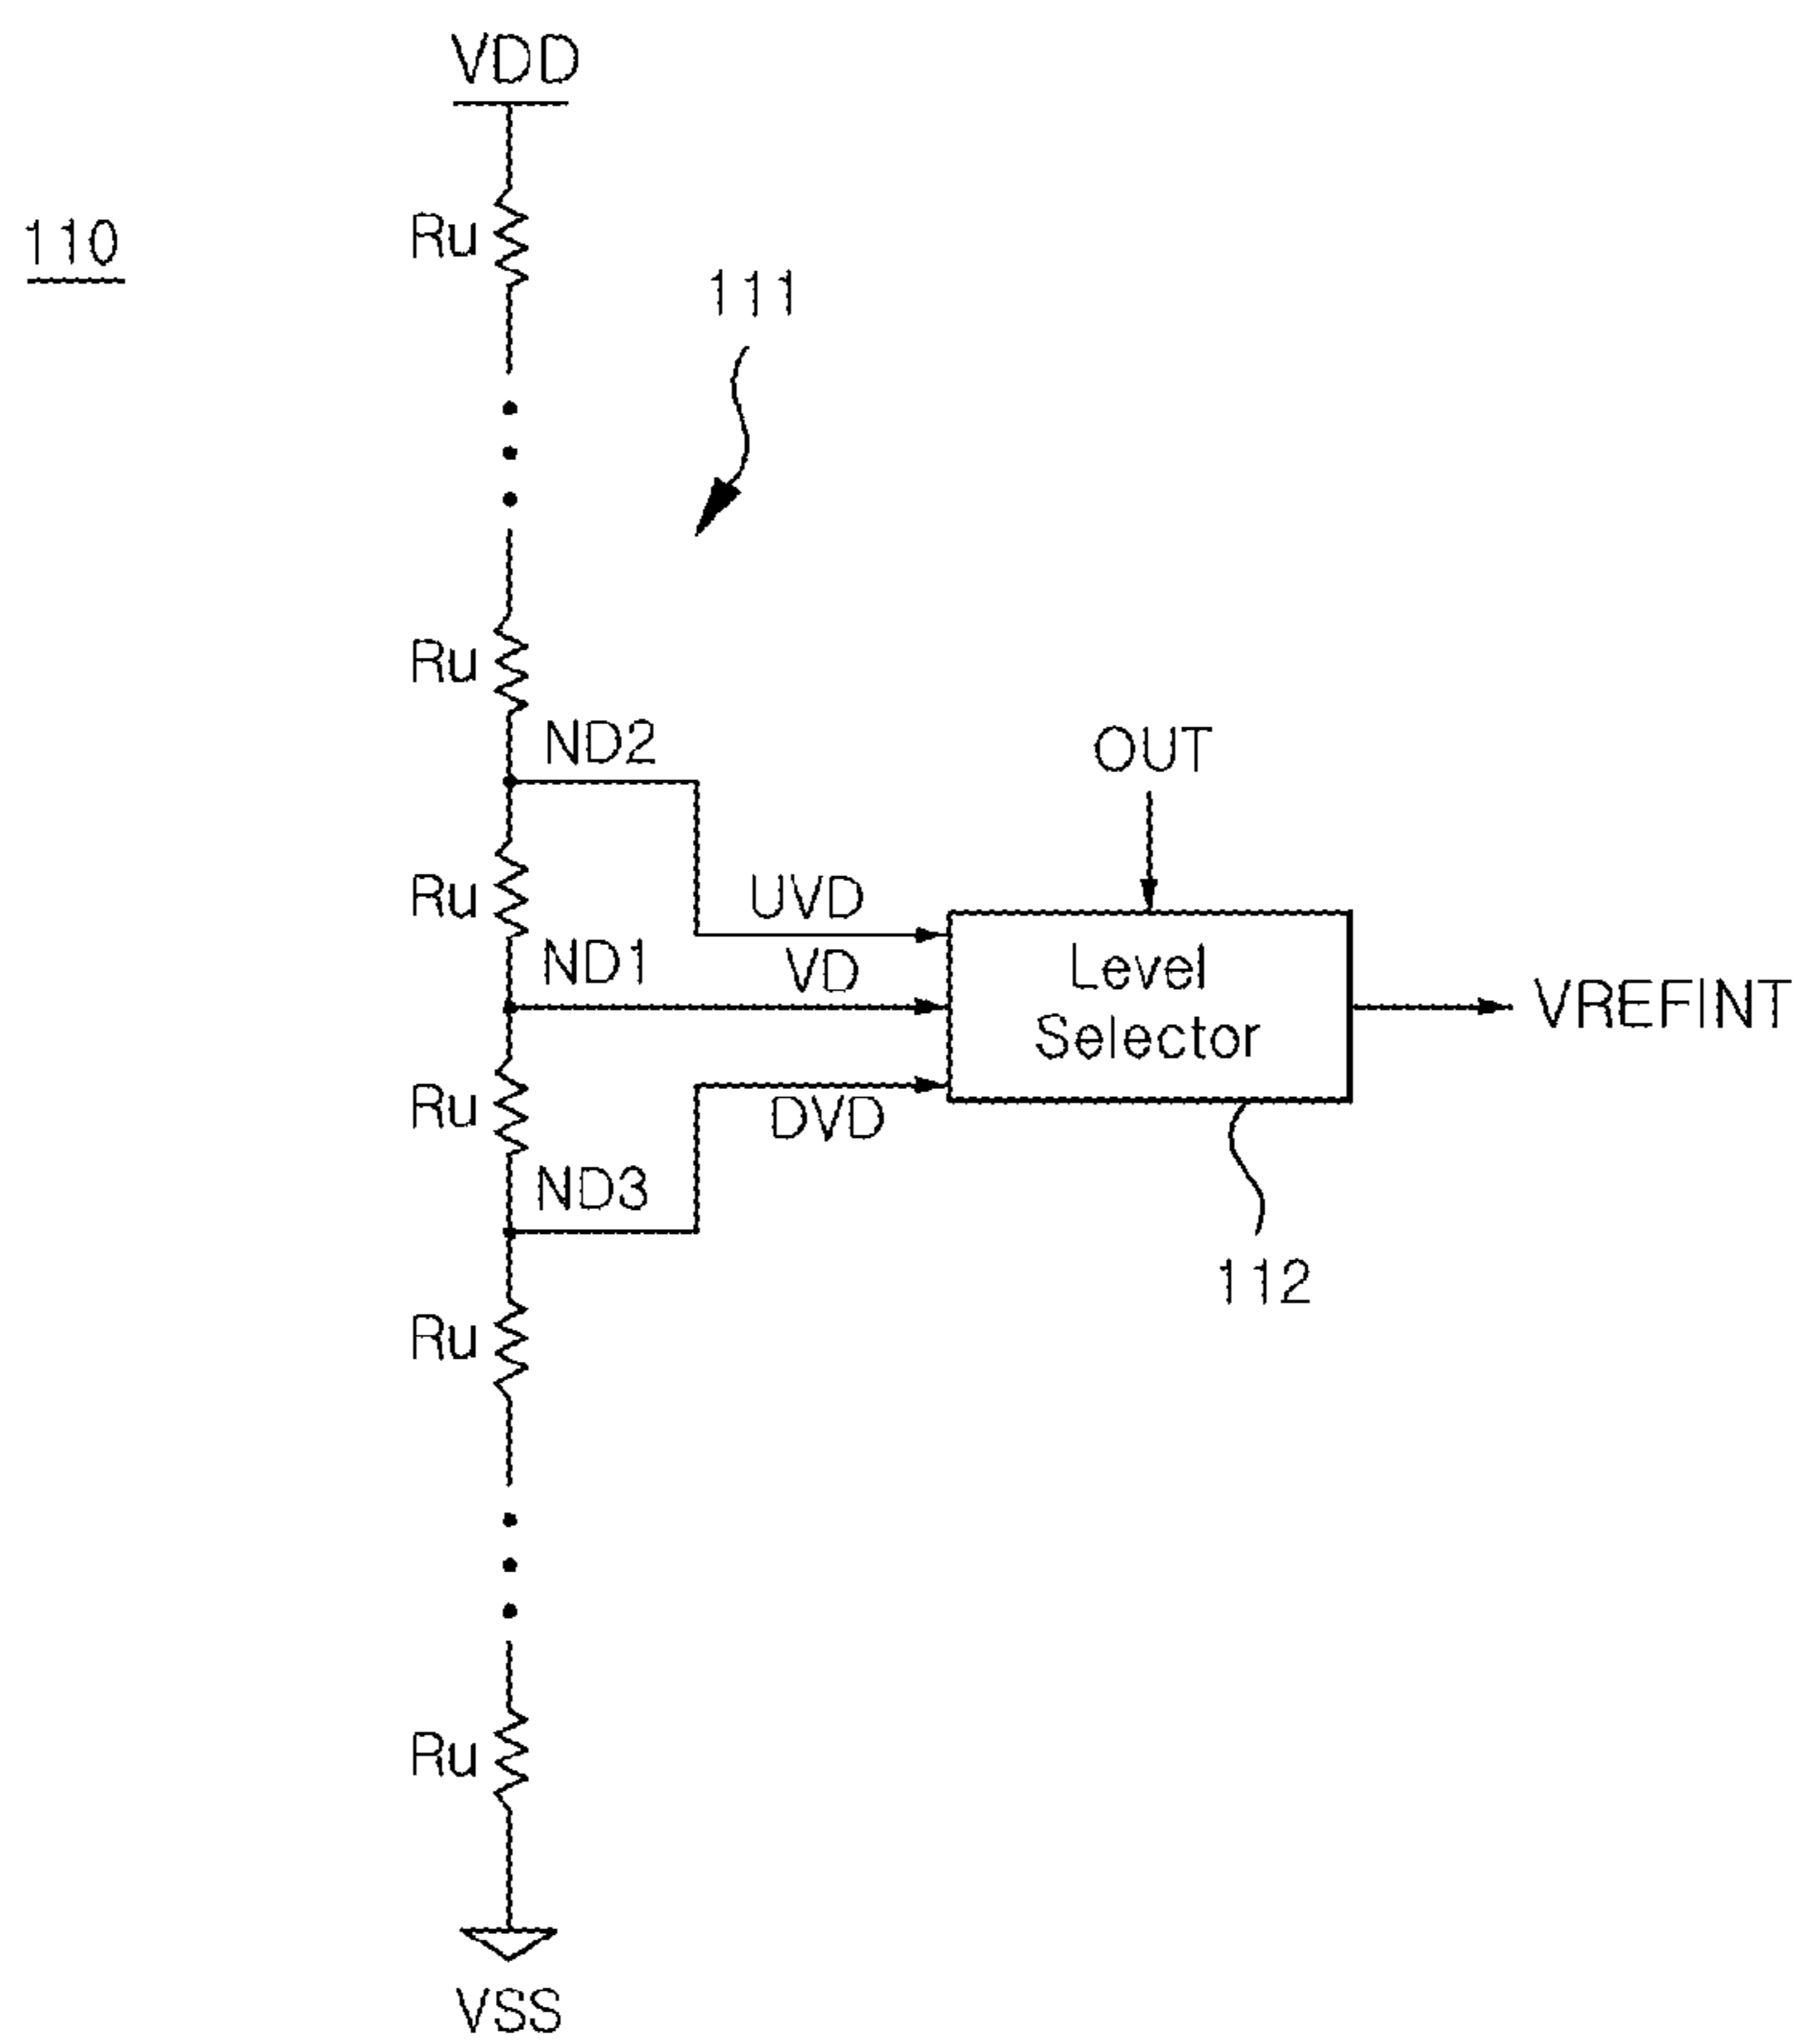 VDD
110
Ru
111
Ru
ND2
OUT
Ru
UVD
ND1
VD
Level
Selector
VREFINT
Ru
DVD
ND3
112
Ru
Ru
VSS